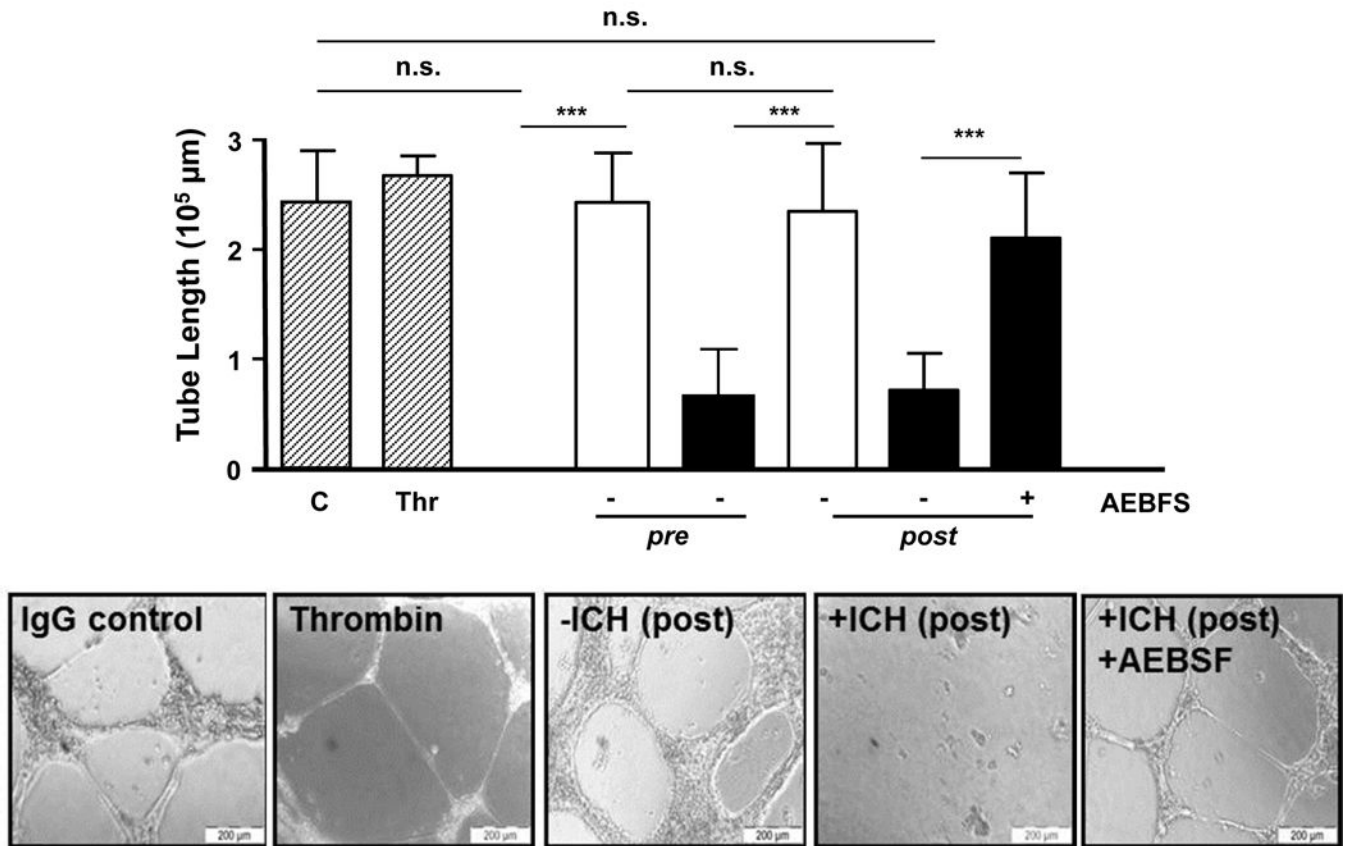 n.s.
n.s. n.s.
*** *** ***
Tube Length (10⁵ µm)
3
2
1
0
C Thr - - - - + AEBFS
pre post
IgG control
Thrombin
-ICH (post)
+ICH (post)
+ICH (post)
+AEBSF
200 µm 200 µm 200 µm 200 µm 200 µm